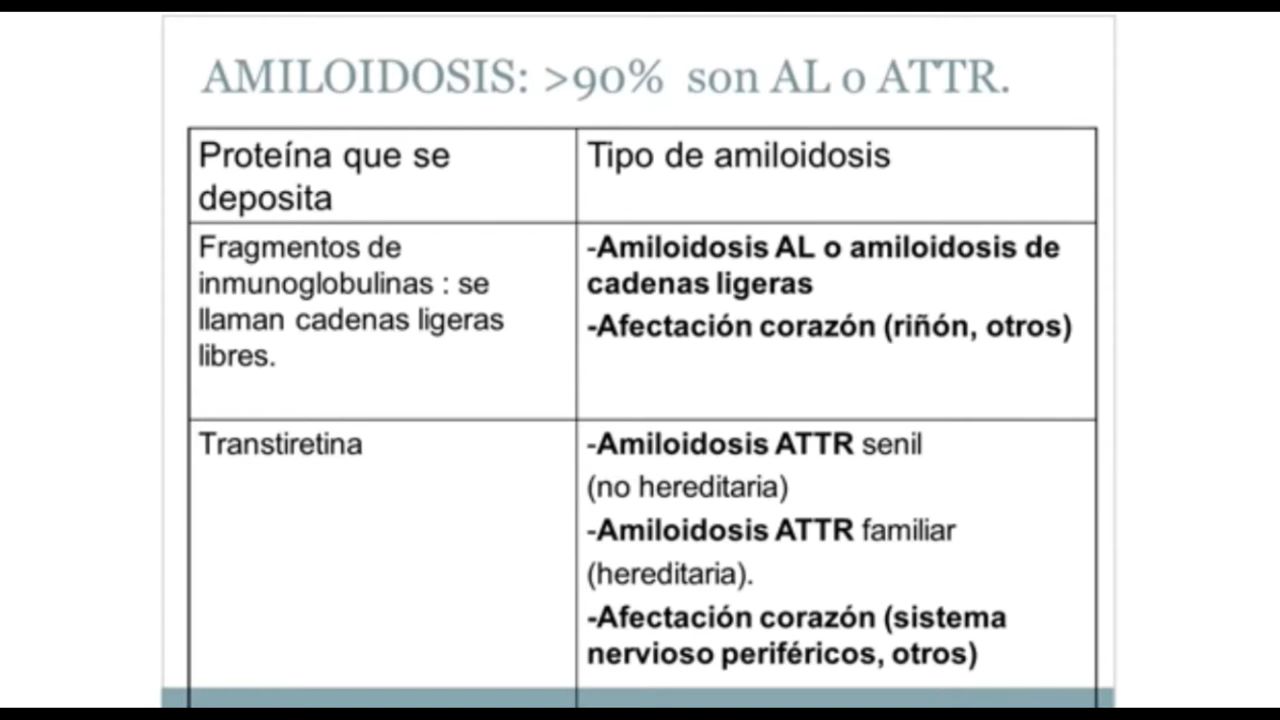 AMILOIDOSIS: >90% son AL o ATTR.
Proteína que se
deposita
Tipo de amiloidosis
Fragmentos de
inmunoglobulinas : se
llaman cadenas ligeras
libres.
-Amiloidosis AL o amiloidosis de
cadenas ligeras
-Afectación corazón (riñón, otros)
Transtiretina
-Amiloidosis ATTR senil
(no hereditaria)
-Amiloidosis ATTR familiar
(hereditaria).
-Afectación corazón (sistema
nervioso periféricos, otros)